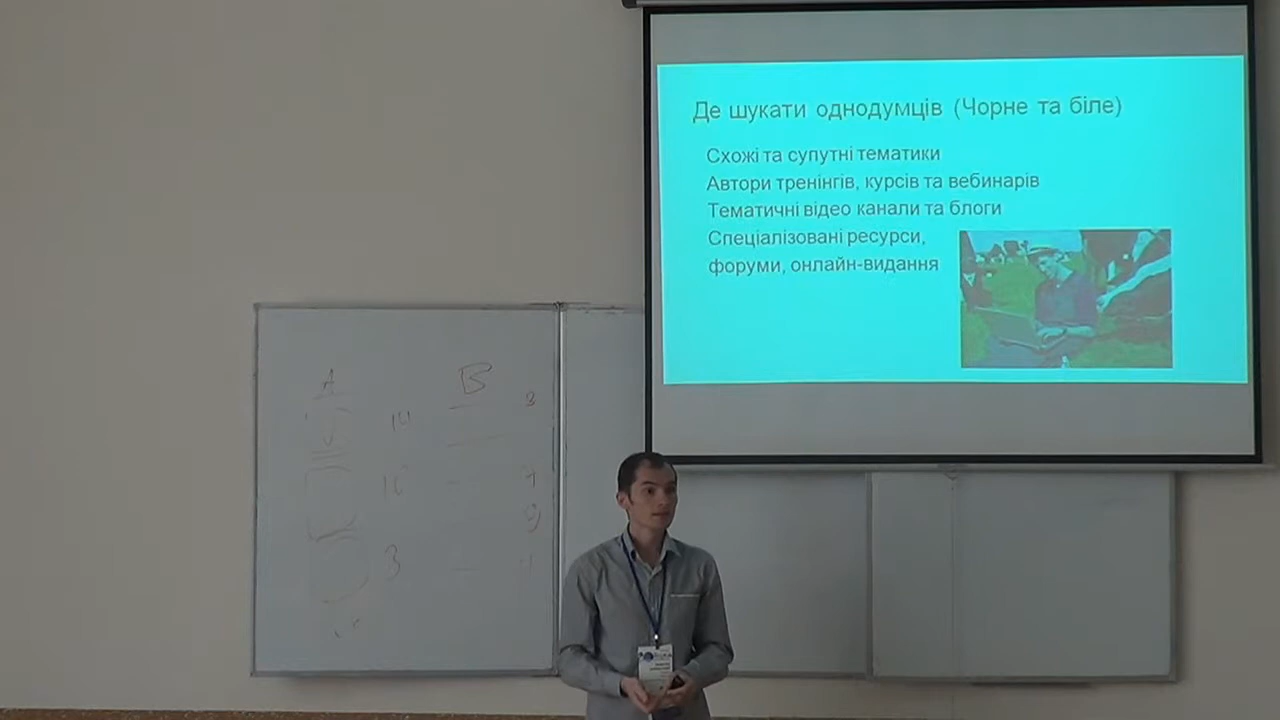 Де шукати однодумців (Чорне та біле)
Схожі та супутні тематики
Автори тренінгів, курсів та вебинарів
Тематичні відео канали та блоги
Спеціалізовані ресурси,
форуми, онлайн-видання
A B
3